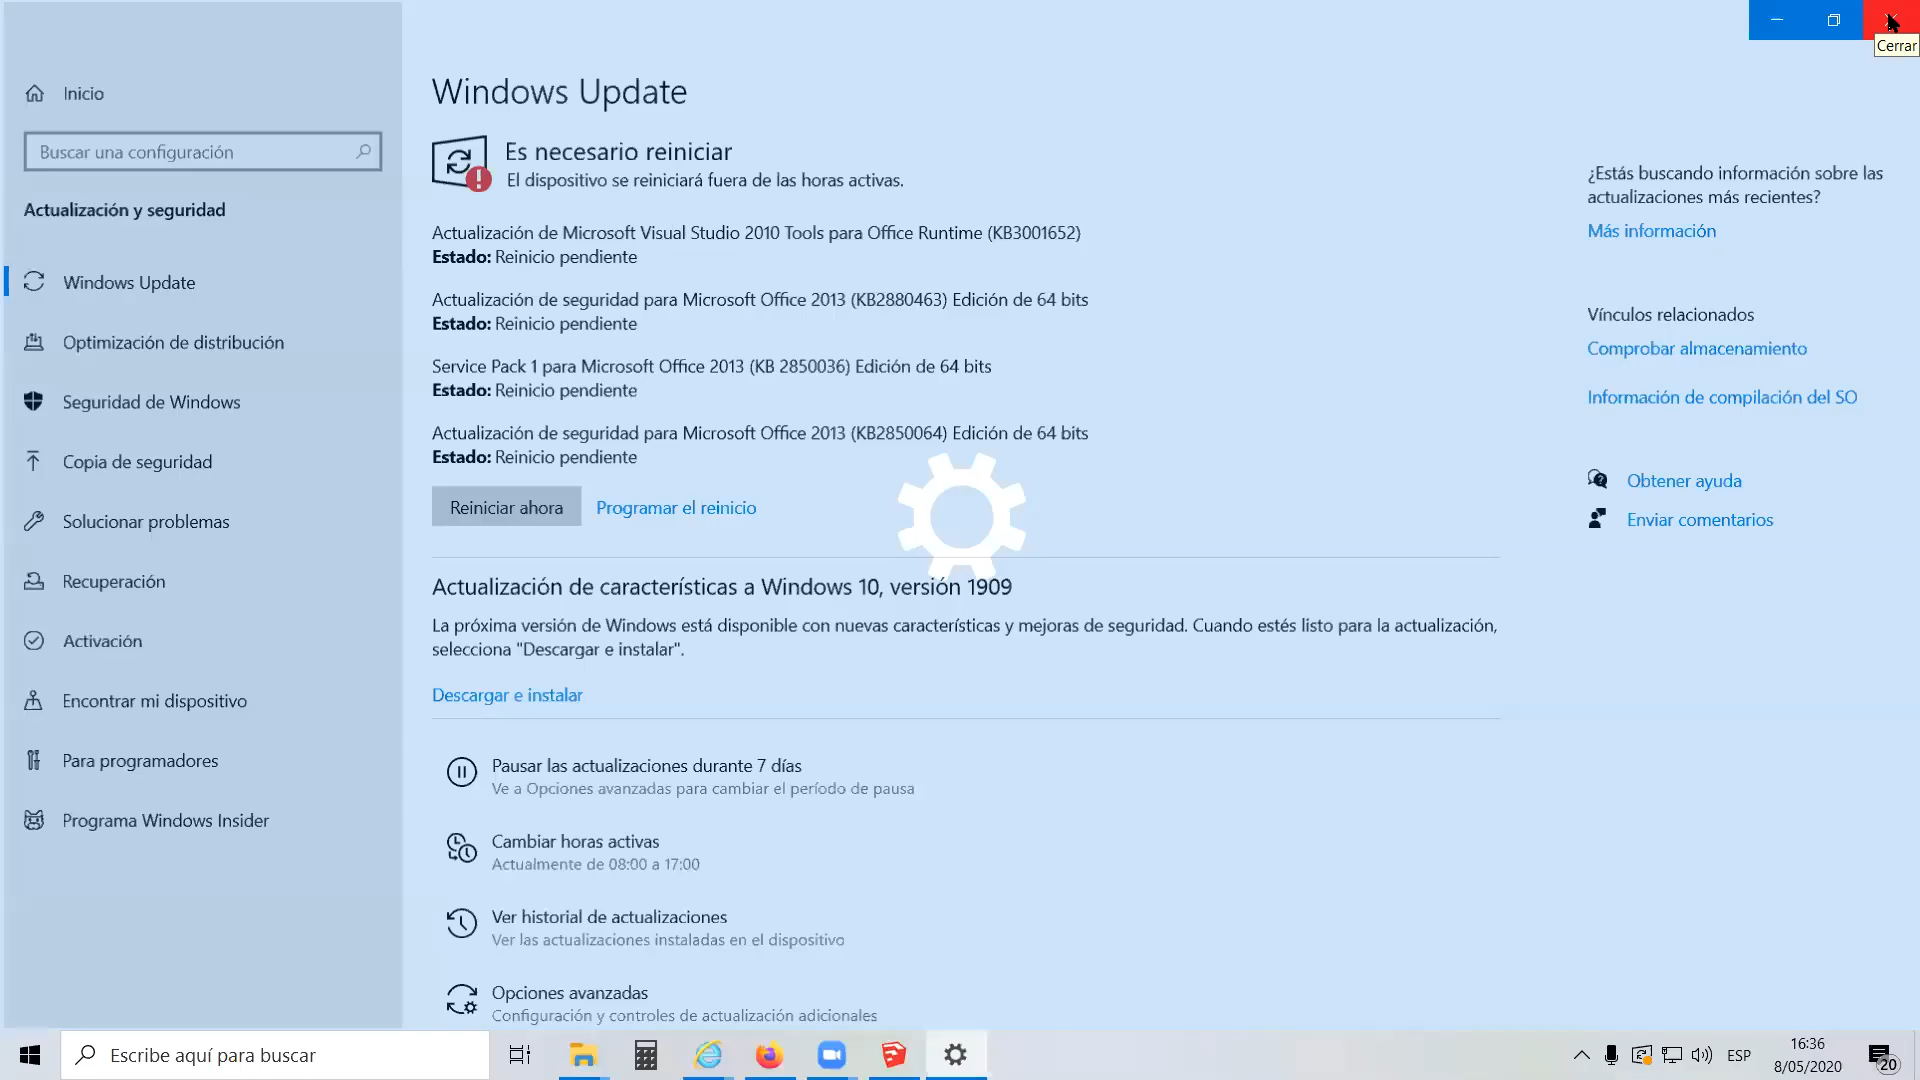 Cerrar
Inicio
Buscar una configuración
Actualización y seguridad
Windows Update
Optimización de distribución
Seguridad de Windows
Copia de seguridad
Solucionar problemas
Recuperación
Activación
Encontrar mi dispositivo
Para programadores
Programa Windows Insider
Windows Update
Es necesario reiniciar
El dispositivo se reiniciará fuera de las horas activas.
Actualización de Microsoft Visual Studio 2010 Tools para Office Runtime (KB3001652)
Estado: Reinicio pendiente
Actualización de seguridad para Microsoft Office 2013 (KB2880463) Edición de 64 bits
Estado: Reinicio pendiente
Service Pack 1 para Microsoft Office 2013 (KB 2850036) Edición de 64 bits
Estado: Reinicio pendiente
Actualización de seguridad para Microsoft Office 2013 (KB2850064) Edición de 64 bits
Estado: Reinicio pendiente
Reiniciar ahora
Programar el reinicio
Actualización de características a Windows 10, versión 1909
La próxima versión de Windows está disponible con nuevas características y mejoras de seguridad. Cuando estés listo para la actualización,
selecciona "Descargar e instalar".
Descargar e instalar
Pausar las actualizaciones durante 7 días
Ve a Opciones avanzadas para cambiar el período de pausa
Cambiar horas activas
Actualmente de 08:00 a 17:00
Ver historial de actualizaciones
Ver las actualizaciones instaladas en el dispositivo
Opciones avanzadas
Configuración y controles de actualización adicionales
¿Estás buscando información sobre las
actualizaciones más recientes?
Más información
Vínculos relacionados
Comprobar almacenamiento
Información de compilación del SO
Obtener ayuda
Enviar comentarios
Escribe aquí para buscar
ESP
16:36
8/05/2020
20